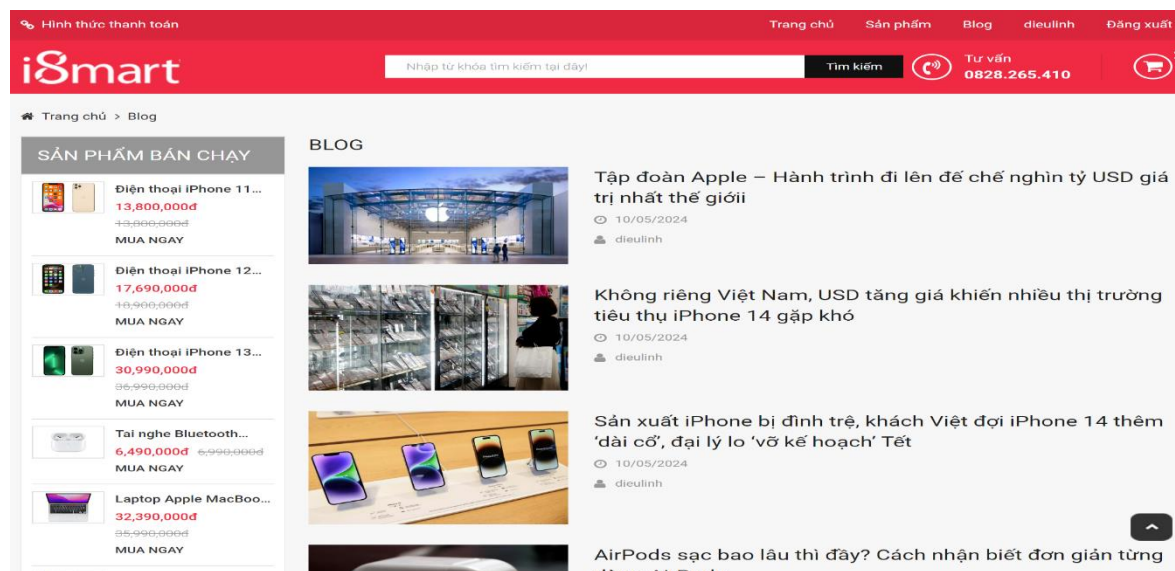 Hình thức thanh toán
Trang chủ Sản phẩm Blog dieulinh Đăng xuất
i8mart
Nhập từ khóa tìm kiếm tại đây!
Tìm kiếm
Tư vấn
0828.265.410
Trang chủ > Blog
SẢN PHẨM BÁN CHẠY
Điện thoại iPhone 11...
13,800,000đ
13,800,000đ
MUA NGAY
Điện thoại iPhone 12...
17,690,000đ
18,900,000đ
MUA NGAY
Điện thoại iPhone 13...
30,990,000đ
36,990,000đ
MUA NGAY
Tai nghe Bluetooth...
6,490,000đ 6,990,000đ
MUA NGAY
Laptop Apple MacBoo...
32,390,000đ
35,990,000đ
MUA NGAY
BLOG
Tập đoàn Apple – Hành trình đi lên đế chế nghìn tỷ USD giá
trị nhất thế giớii
10/05/2024
dieulinh
Không riêng Việt Nam, USD tăng giá khiến nhiều thị trường
tiêu thụ iPhone 14 gặp khó
10/05/2024
dieulinh
Sản xuất iPhone bị đình trệ, khách Việt đợi iPhone 14 thêm
‘dài cổ’, đại lý lo ‘vỡ kế hoạch’ Tết
10/05/2024
dieulinh
AirPods sạc bao lâu thì đầy? Cách nhận biết đơn giản từng